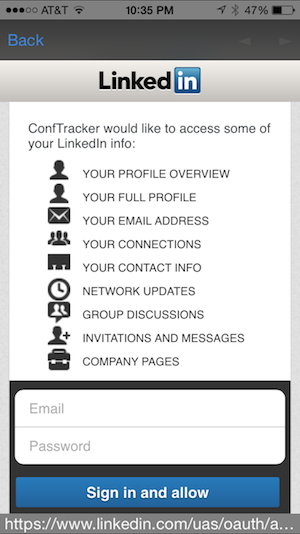 AT&T 10:35 PM 47%
Back
Linked in
ConfTracker would like to access some of
your LinkedIn info:
YOUR PROFILE OVERVIEW
YOUR FULL PROFILE
YOUR EMAIL ADDRESS
YOUR CONNECTIONS
YOUR CONTACT INFO
NETWORK UPDATES
GROUP DISCUSSIONS
INVITATIONS AND MESSAGES
COMPANY PAGES
Email
Password
Sign in and allow
https://www.linkedin.com/uas/oauth/a...